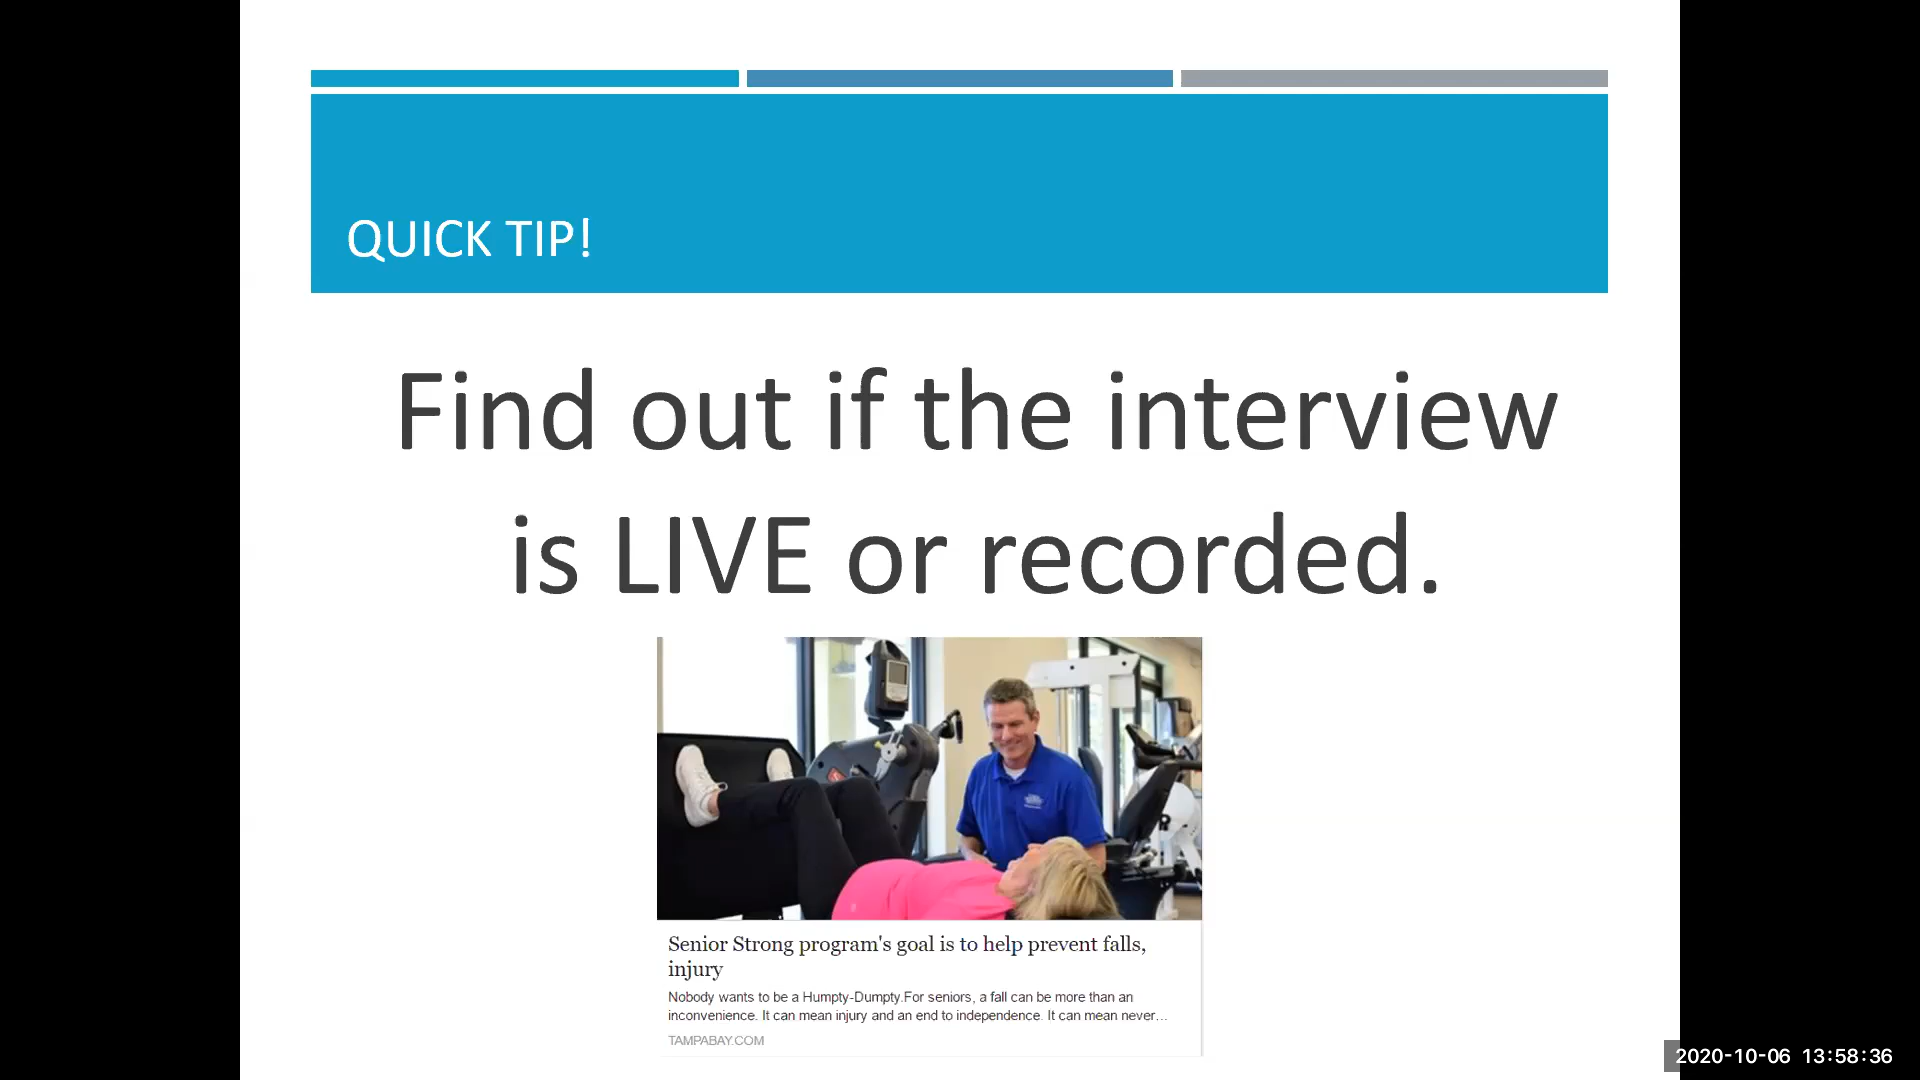 QUICK TIP!
Find out if the interview
is LIVE or recorded.
Senior Strong program's goal is to help prevent falls,
injury
Nobody wants to be a Humpty-Dumpty.For seniors, a fall can be more than an
inconvenience. It can mean injury and an end to independence. It can mean never...
TAMPABAY.COM
2020-10-06 13:58:36